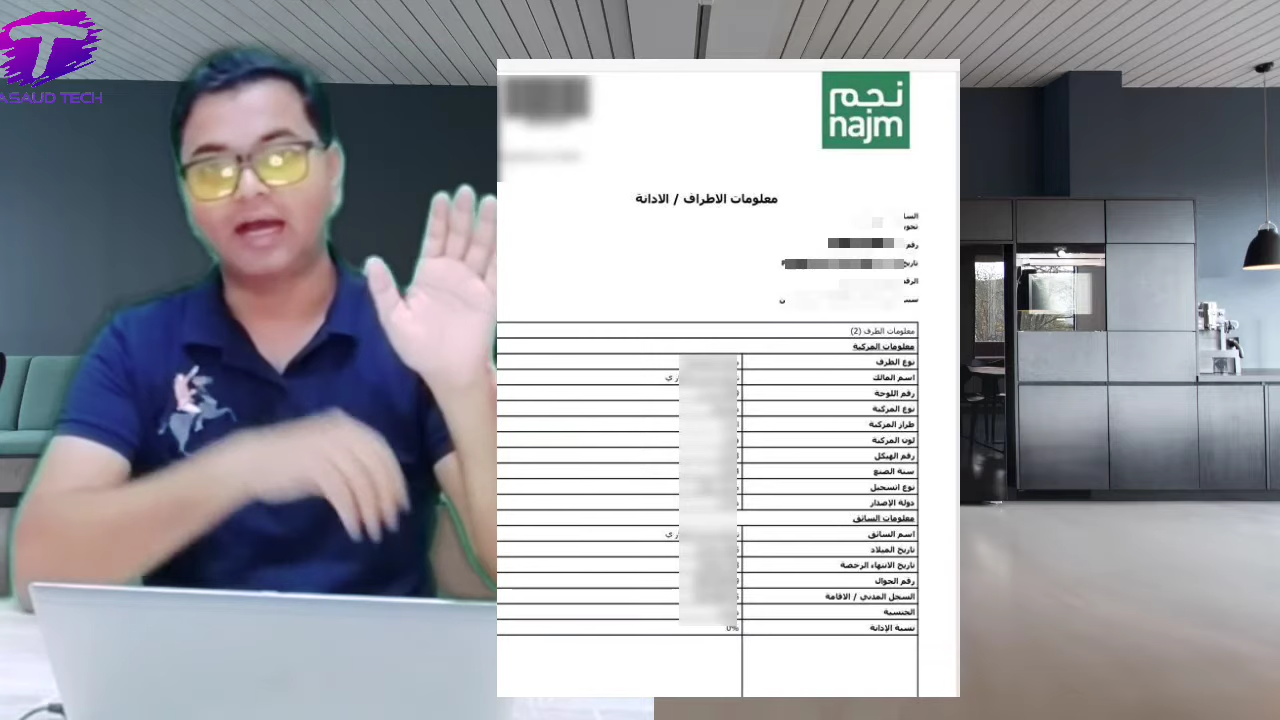 T
ASAUD TECH
نجم
najm
معلومات الاطراف / الادانة
معلومات الطرف (2)
معلومات المركبة
نوع الطرف
اسم المالك
رقم اللوحة
نوع المركبة
طراز المركبة
لون المركبة
رقم الهيكل
سنة الصنع
نوع اتسجيل
دولة الإصدار
معلومات السائق
اسم السائق
تاريخ الميلاد
تاريخ الانتهاء الرخصة
رقم الجوال
السجل المدني / الاقامة
الجنسية
نسبة الإدانة
0%